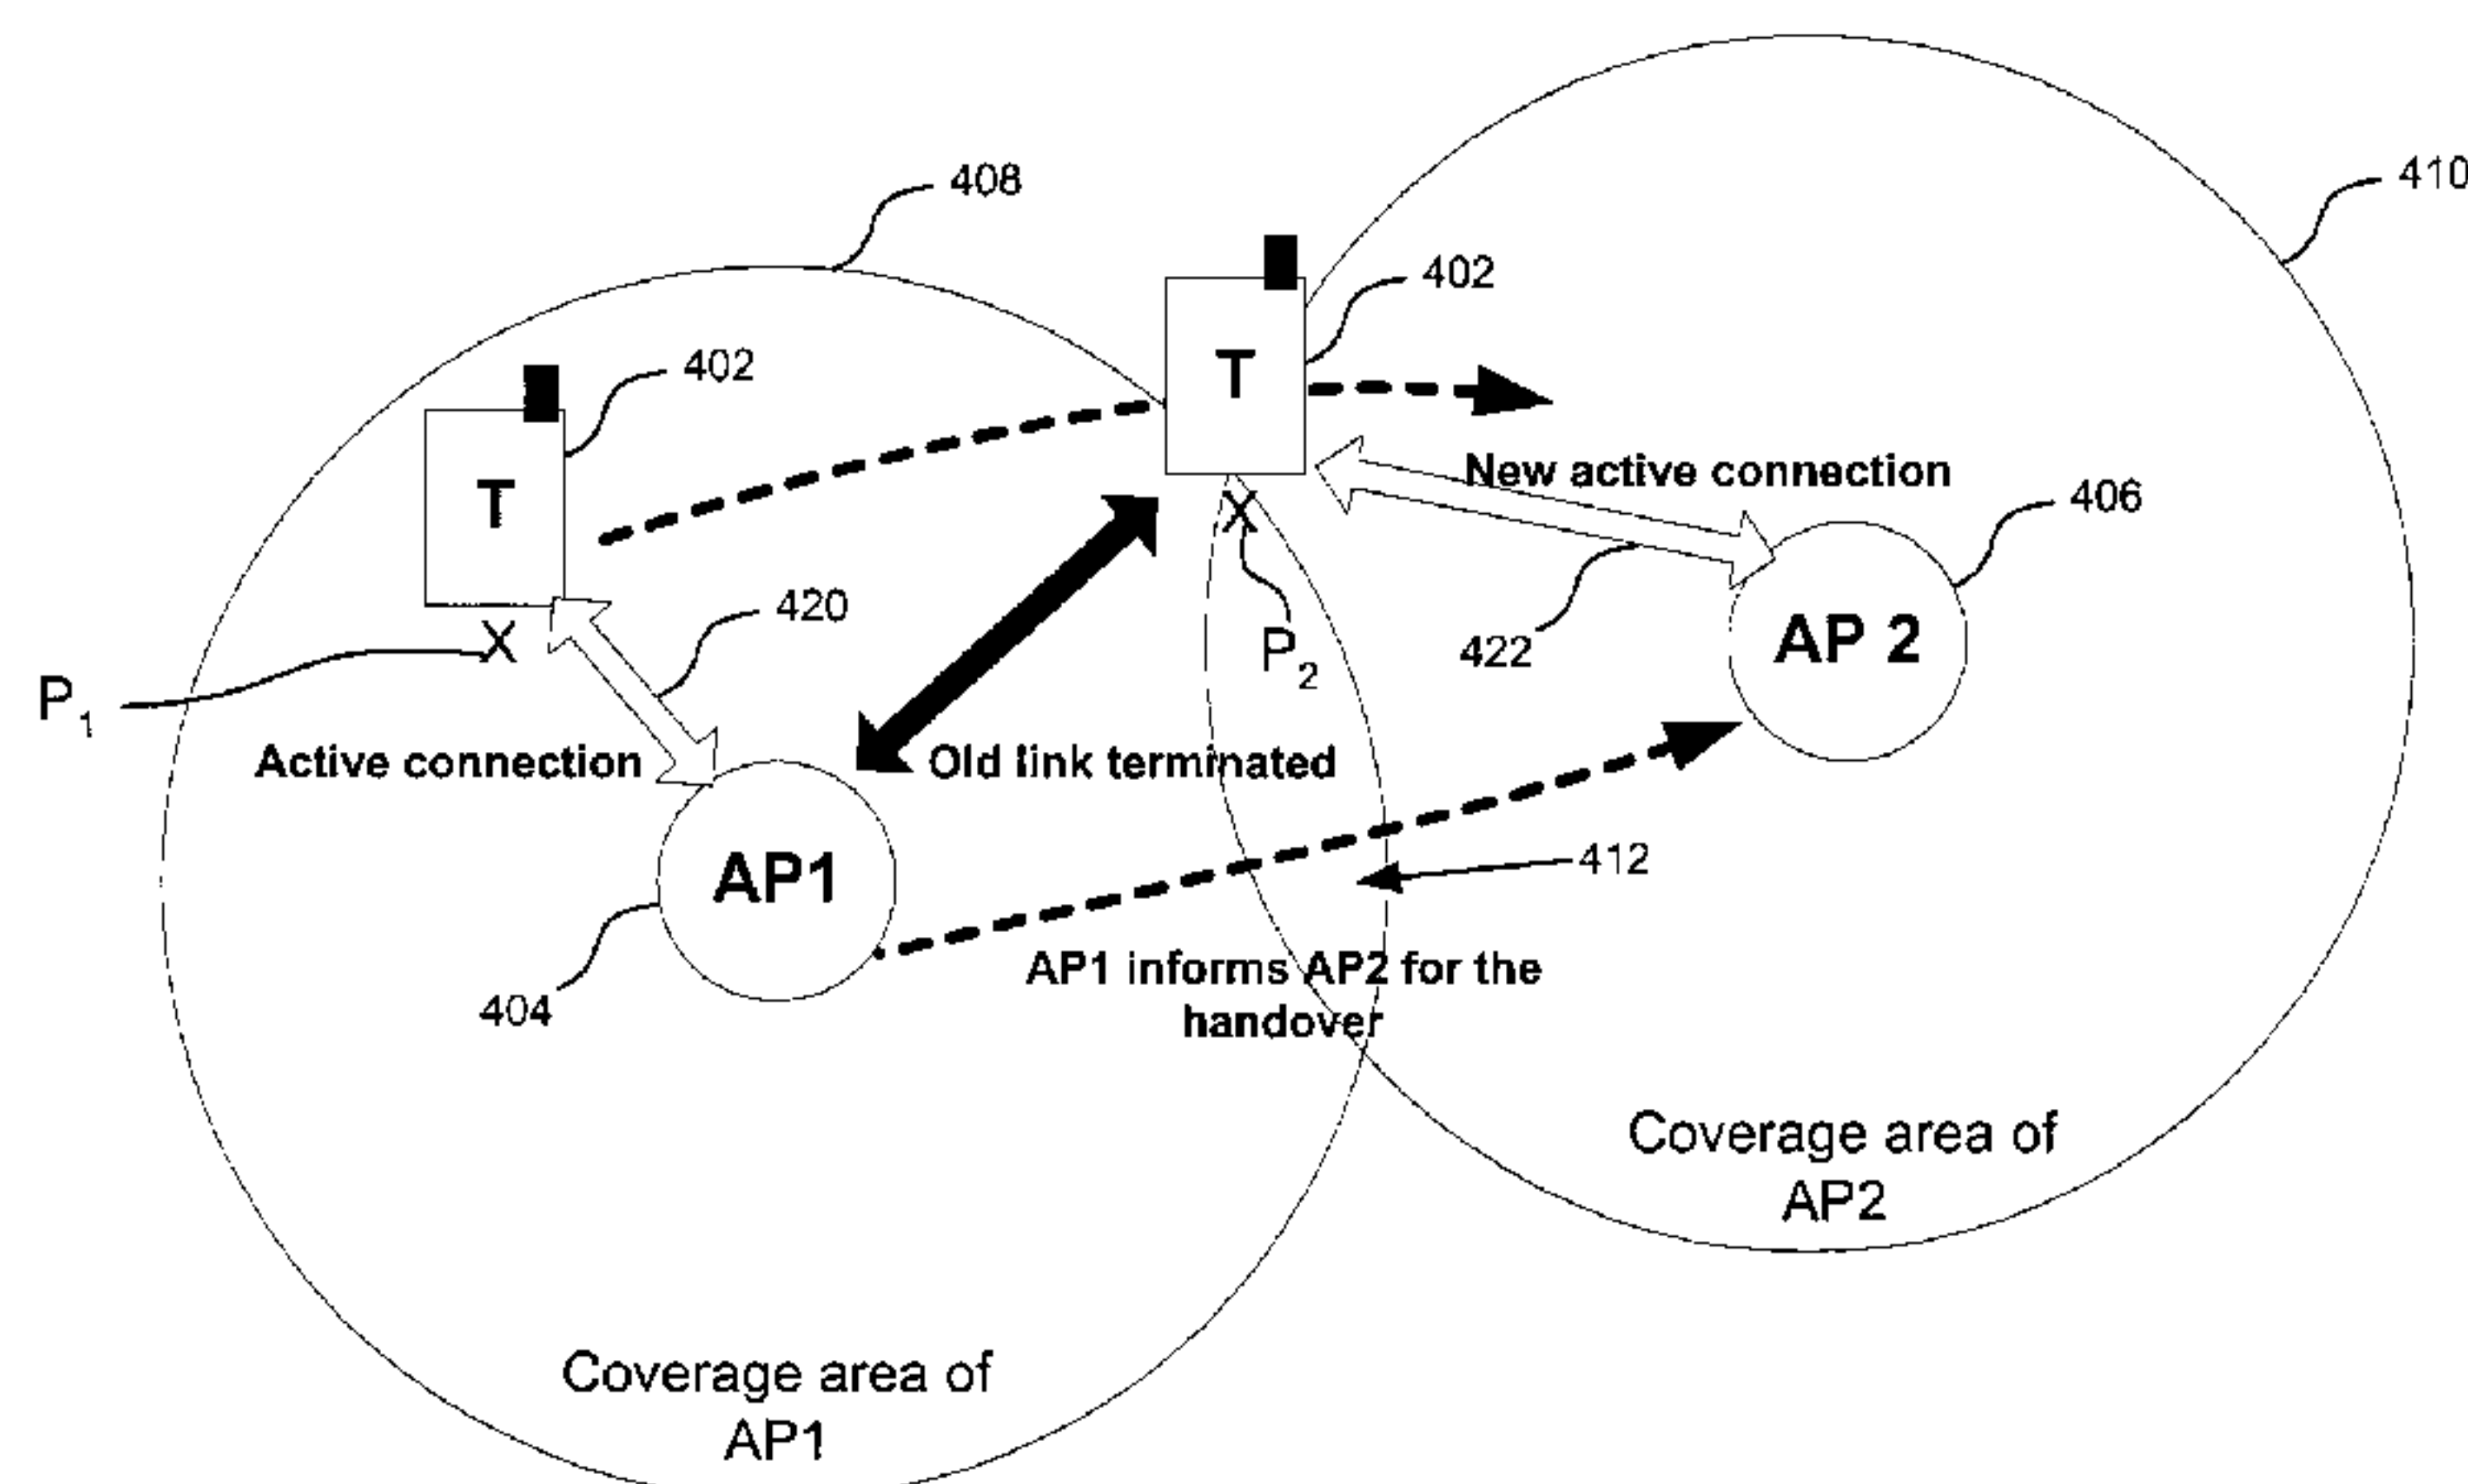 410
408
402
402
T
T
New active connection
406
420
P2
422
AP 2
P1
Active connection
Old link terminated
412
AP1
AP1 informs AP2 for the
handover
404
Coverage area of
AP2
Coverage area of
AP1